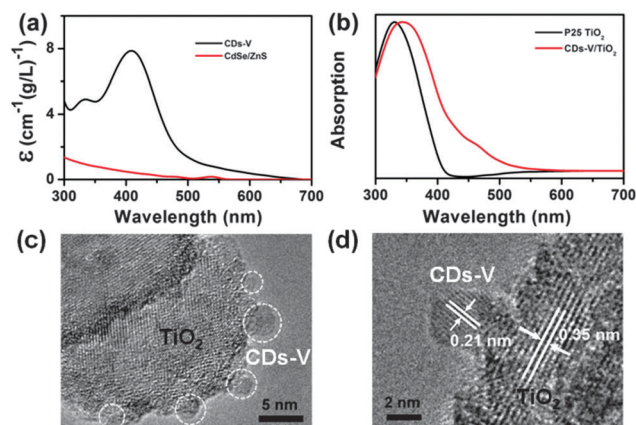 (a)
ε (cm⁻¹(g/L)⁻¹)
8
4
0
300 400 500 600 700
Wavelength (nm)
CDs-V
CdSe/ZnS
(b)
Absorption
300 400 500 600 700
Wavelength (nm)
P25 TiO₂
CDs-V/TiO₂
(c)
TiO₂
CDs-V
5 nm
(d)
CDs-V
0.21 nm
0.35 nm
TiO₂
2 nm